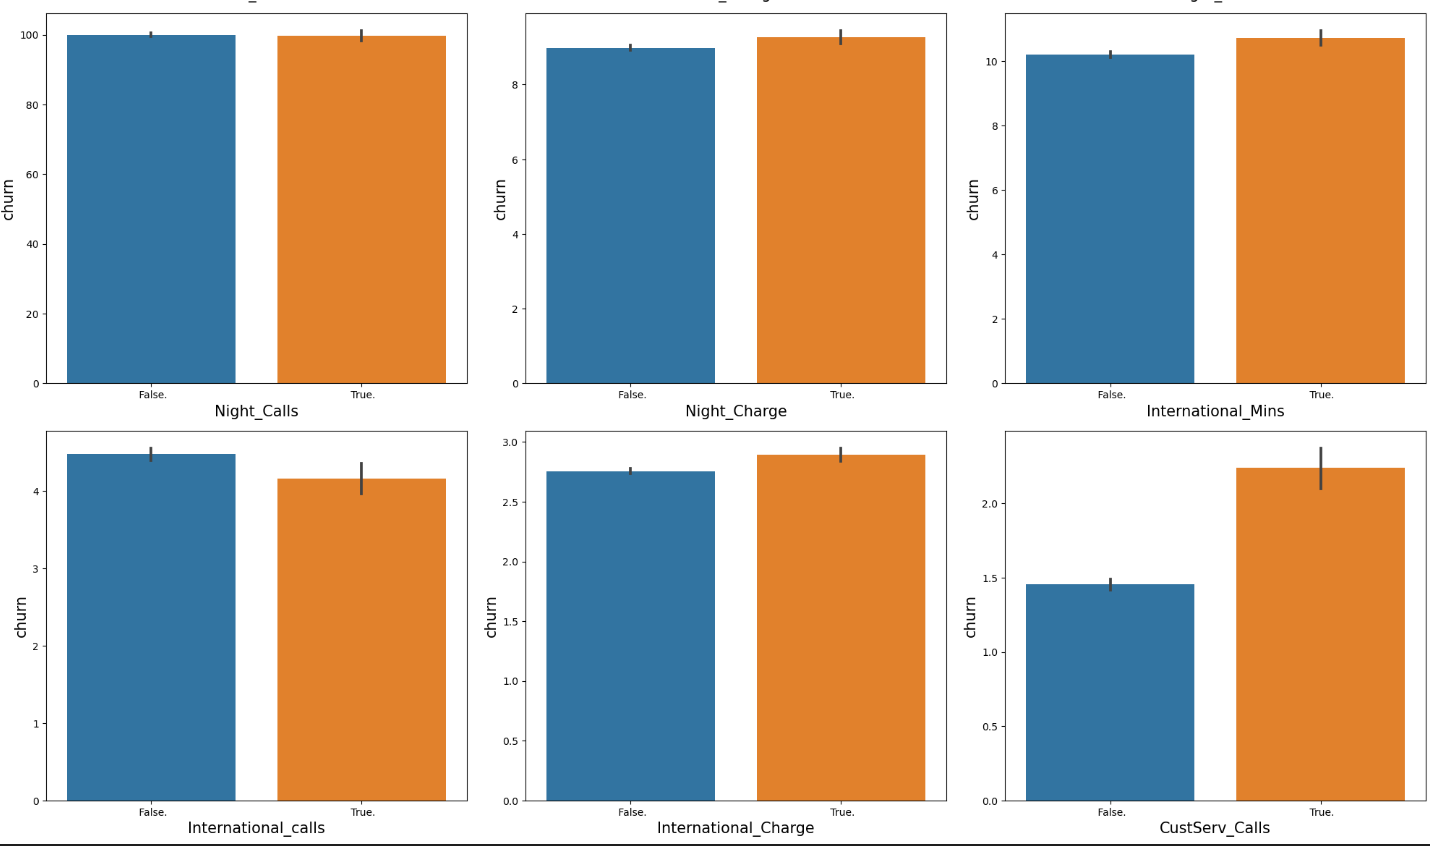 churn
100
80
60
40
20
0
False.
True.
Night_Calls
churn
8
6
4
2
0
False.
True.
Night_Charge
churn
10
8
6
4
2
0
False.
True.
International_Mins
churn
4
3
2
1
0
False.
True.
International_calls
churn
3.0
2.5
2.0
1.5
1.0
0.5
0.0
False.
True.
International_Charge
churn
2.0
1.5
1.0
0.5
0.0
False.
True.
CustServ_Calls